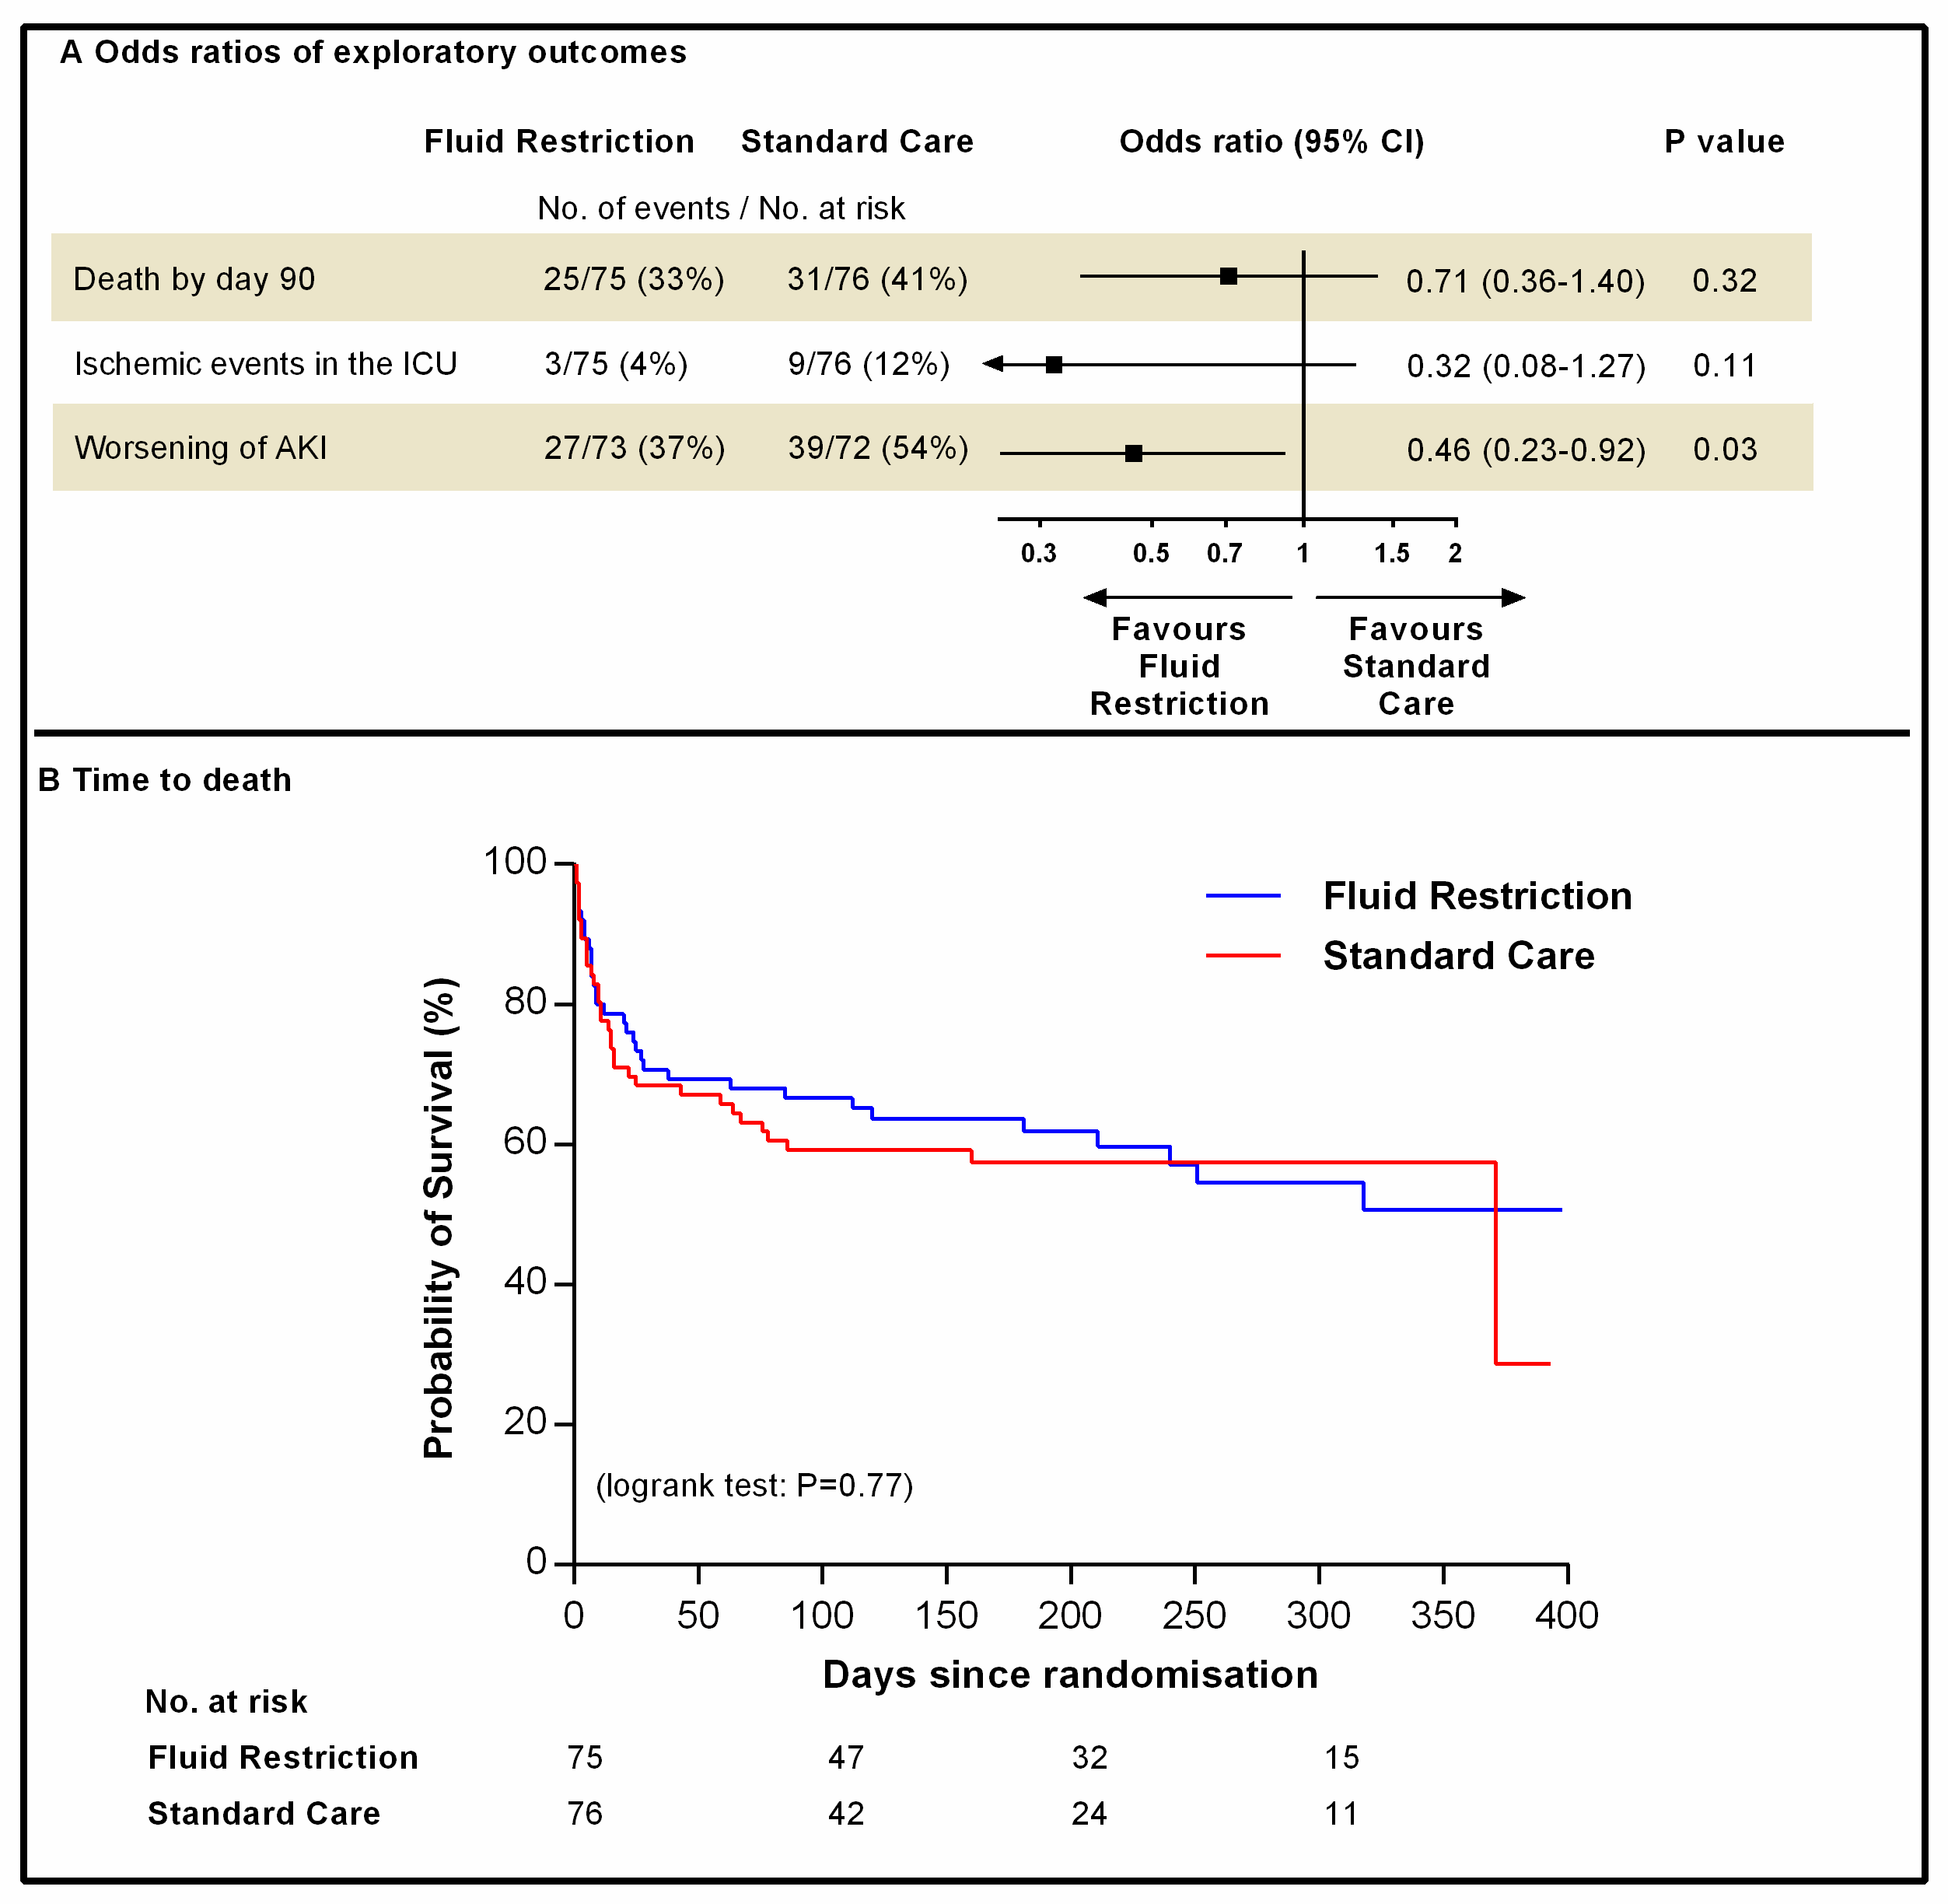 A Odds ratios of exploratory outcomes
Fluid Restriction Standard Care Odds ratio (95% CI) P value
No. of events / No. at risk
Death by day 90 25/75 (33%) 31/76 (41%) 0.71 (0.36-1.40) 0.32
Ischemic events in the ICU 3/75 (4%) 9/76 (12%) 0.32 (0.08-1.27) 0.11
Worsening of AKI 27/73 (37%) 39/72 (54%) 0.46 (0.23-0.92) 0.03
0.3 0.5 0.7 1 1.5 2
Favours Fluid Restriction
Favours Standard Care
B Time to death
Probability of Survival (%)
100
80
60
40
20
0
Fluid Restriction
Standard Care
(logrank test: P=0.77)
0 50 100 150 200 250 300 350 400
Days since randomisation
No. at risk
Fluid Restriction 75 47 32 15
Standard Care 76 42 24 11